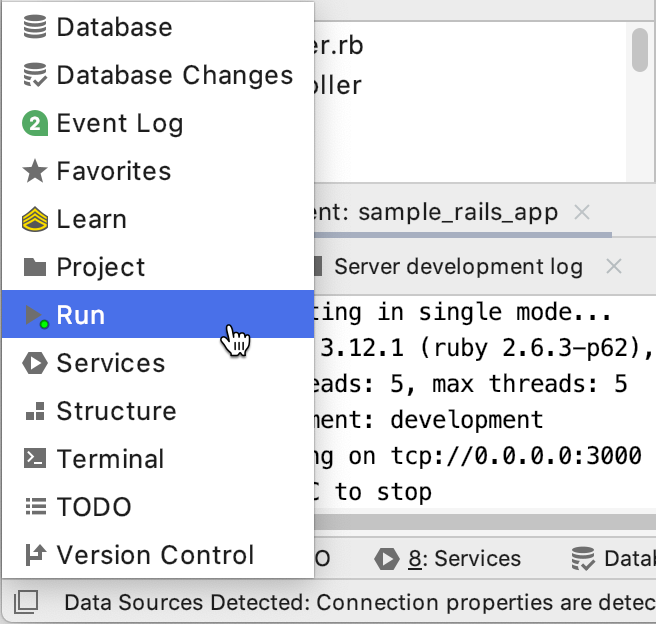 Database
Database Changes
2 Event Log
Favorites
Learn
Project
Run
Services
Structure
Terminal
TODO
Version Control
er.rb
oller
ent: sample_rails_app
Server development log
ting in single mode...
3.12.1 (ruby 2.6.3-p62),
eads: 5, max threads: 5
ment: development
ng on tcp://0.0.0.0:3000
C to stop
O
8: Services
Datab
Data Sources Detected: Connection properties are detec